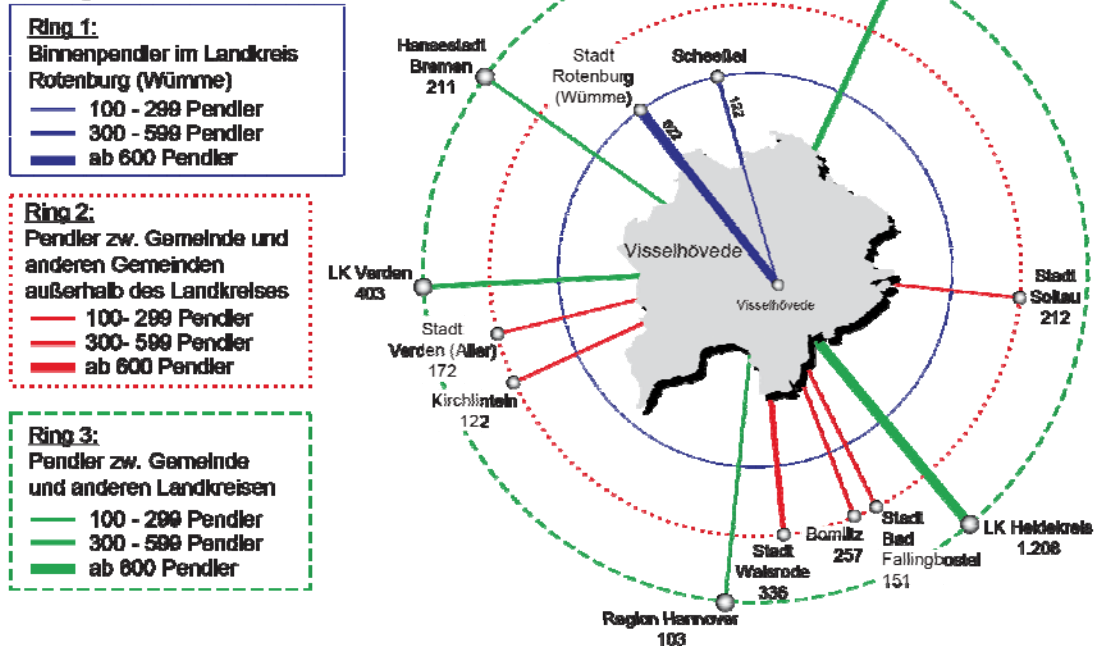 Ring 1:
Binnenpendler im Landkreis
Rotenburg (Wümme)
100 - 299 Pendler
300 - 599 Pendler
ab 600 Pendler
Ring 2:
Pendler zw. Gemeinde und
anderen Gemeinden
außerhalb des Landkreises
100- 299 Pendler
300- 599 Pendler
ab 600 Pendler
Ring 3:
Pendler zw. Gemeinde
und anderen Landkreisen
100 - 299 Pendler
300 - 599 Pendler
ab 600 Pendler
Hansestadt
Bremen
211
Stadt
Rotenburg
(Wümme)
Scheeßel
122
Visselhövede
Visselhövede
LK Verden
403
Stadt
Verden (Aller)
172
Kirchlinteln
122
Stadt
Soltau
212
LK Heidekreis
1.208
Stadt
Bad
Fallingbostel
151
Bomlitz
257
Stadt
Walsrode
336
Region Hannover
103